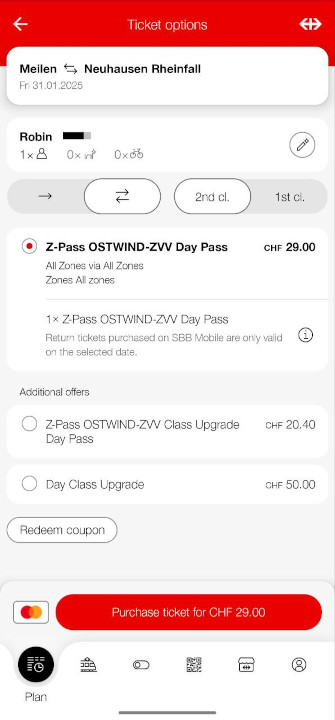 Ticket options
Meilen Neuhausen Rheinfall
Fri 31.01.2025
Robin
1× 0× 0×
2nd cl. 1st cl.
Z-Pass OSTWIND-ZVV Day Pass CHF 29.00
All Zones via All Zones
Zones All zones
1× Z-Pass OSTWIND-ZVV Day Pass
Return tickets purchased on SBB Mobile are only valid
on the selected date.
Additional offers
Z-Pass OSTWIND-ZVV Class Upgrade CHF 20.40
Day Pass
Day Class Upgrade CHF 50.00
Redeem coupon
Purchase ticket for CHF 29.00
Plan